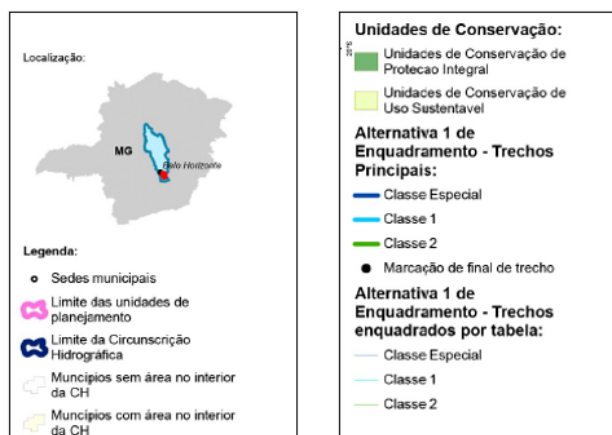 Localização:
MG
Belo Horizonte
Legenda:
Sedes municipais
Limite das unidades de
planejamento
Limite da Circunscrição
Hidrográfica
Muncípios sem área no interior
da CH
Muncípios com área no interior
da CH
20°S
Unidades de Conservação:
Unidades de Conservação de
Protecao Integral
Unidades de Conservação de
Uso Sustentavel
Alternativa 1 de
Enquadramento - Trechos
Principais:
Classe Especial
Classe 1
Classe 2
Marcação de final de trecho
Alternativa 1 de
Enquadramento - Trechos
enquadrados por tabela:
Classe Especial
Classe 1
Classe 2